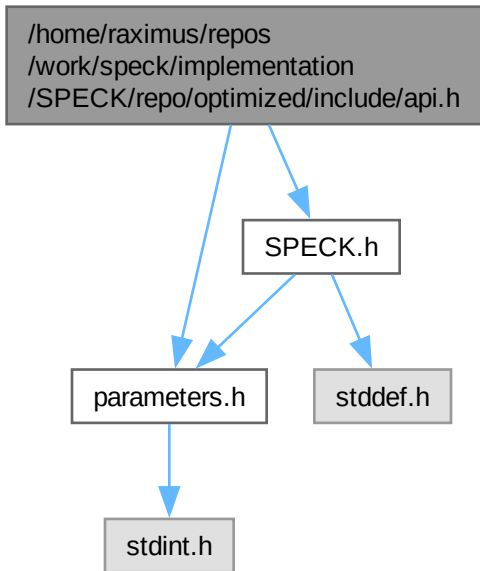 /home/raximus/repos
/work/speck/implementation
/SPECK/repo/optimized/include/api.h
SPECK.h
parameters.h
stddef.h
stdint.h